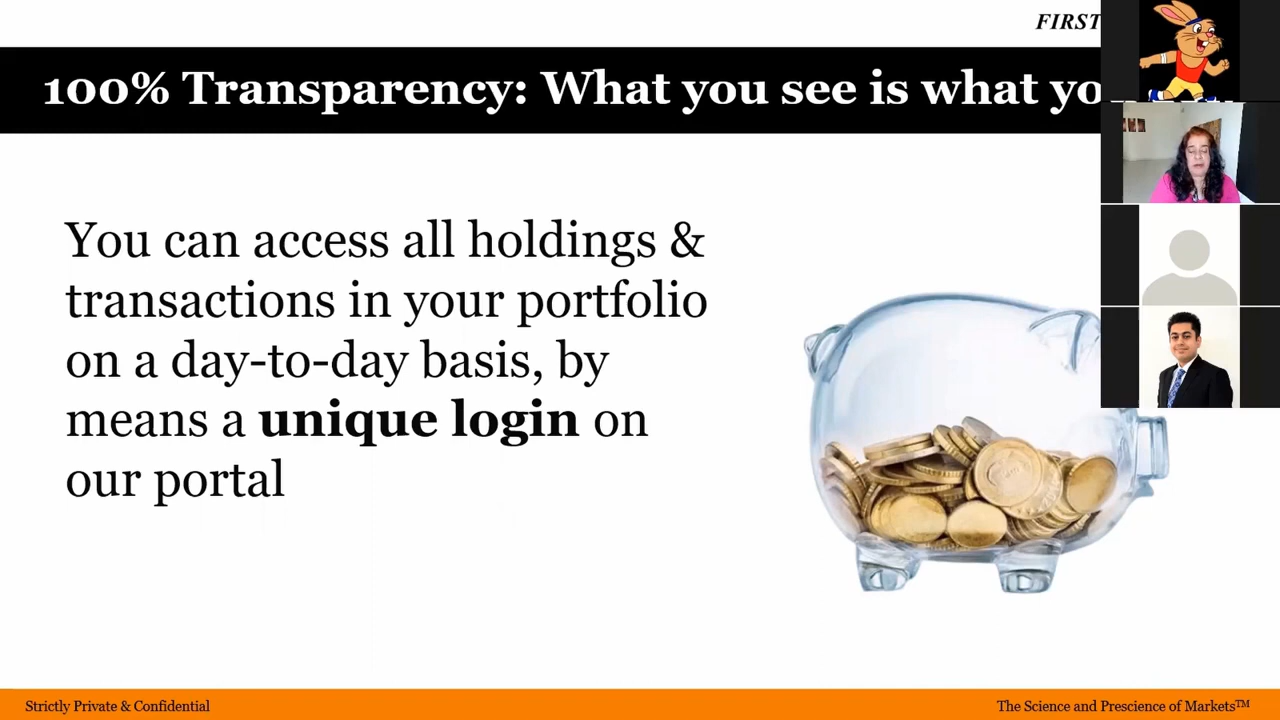 FIRST
100% Transparency: What you see is what
You can access all holdings &
transactions in your portfolio
on a day-to-day basis, by
means a unique login on
our portal
Strictly Private & Confidential
The Science and Prescience of Markets™